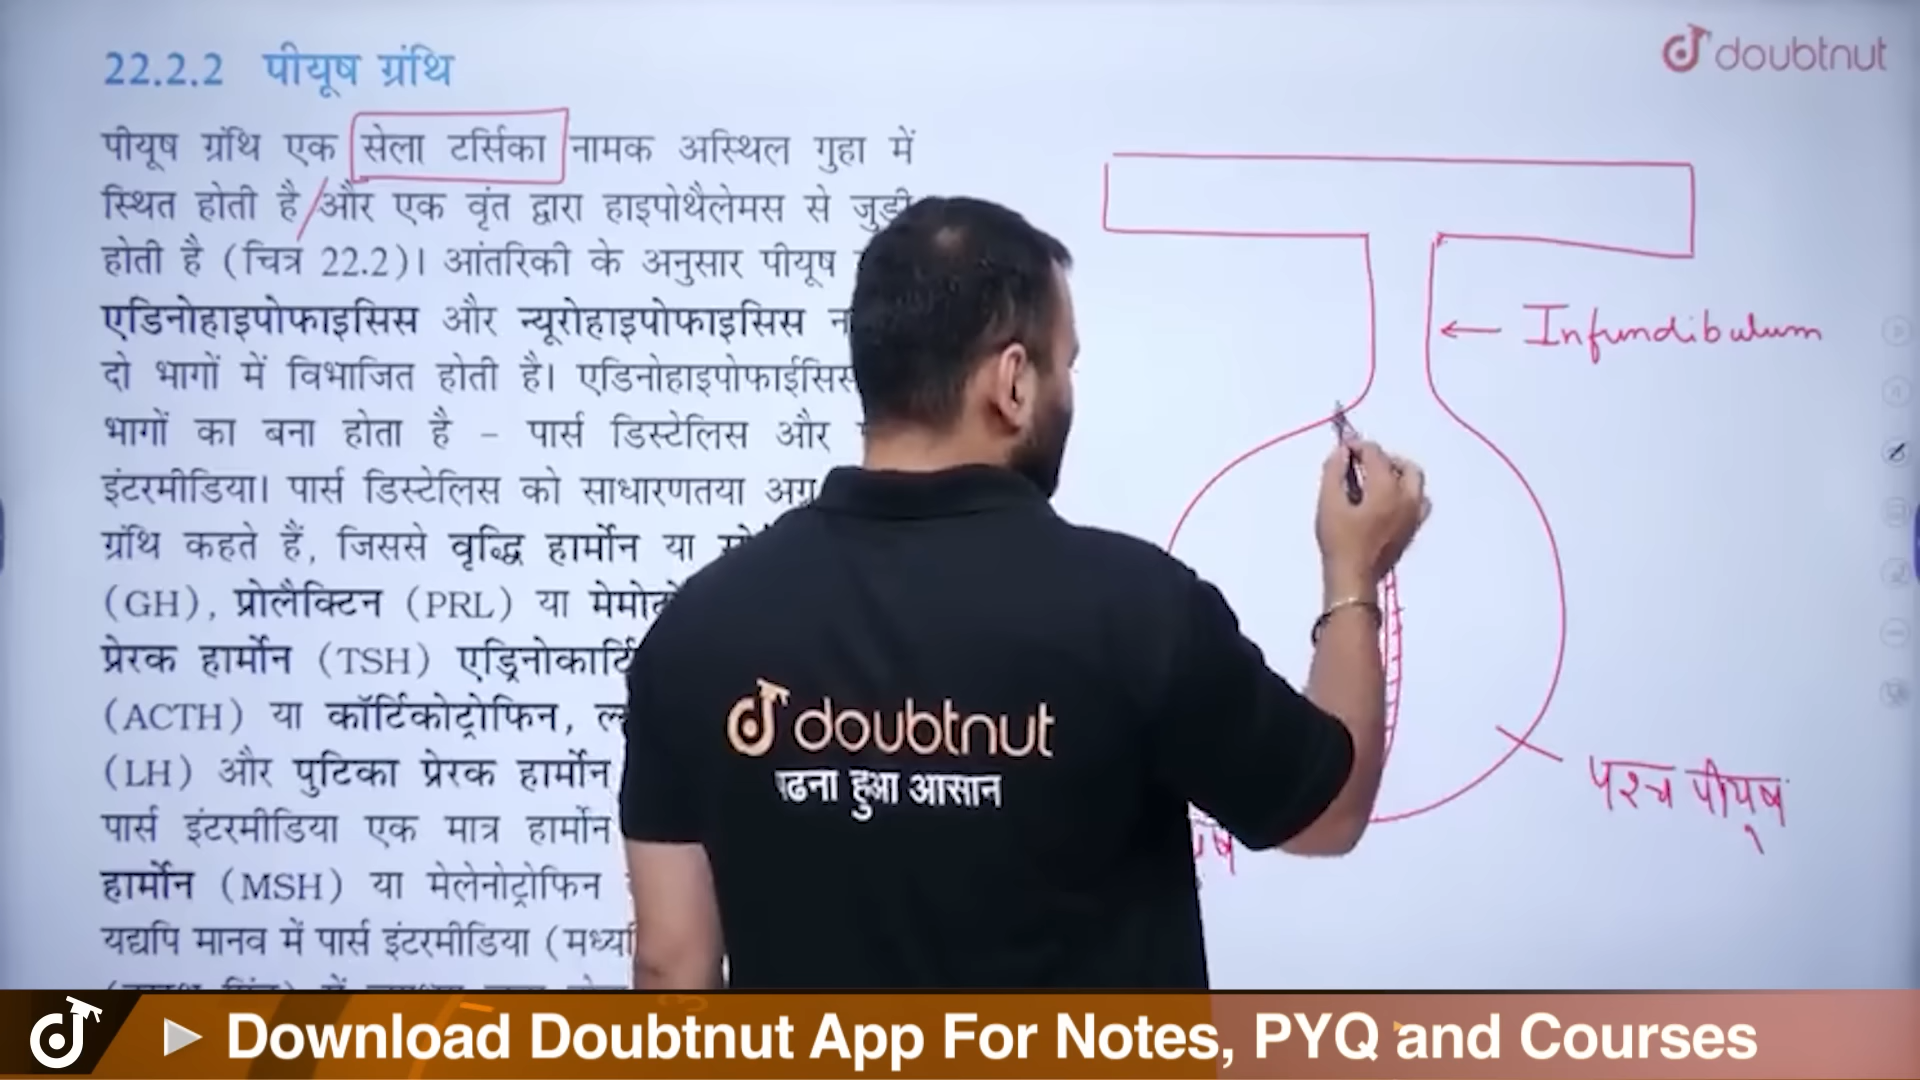 22.2.2 पीयूष ग्रंथि
doubtnut
पीयूष ग्रंथि एक सेला टर्सिका नामक अस्थिल गुहा में
स्थित होती है और एक वृंत द्वारा हाइपोथैलेमस से जुड़ी
होती है (चित्र 22.2)। आंतरिकी के अनुसार पीयूष
एडिनोहाइपोफाइसिस और न्यूरोहाइपोफाइसिस
दो भागों में विभाजित होती है। एडिनोहाइपोफाईसिस
भागों का बना होता है – पार्स डिस्टेलिस और
इंटरमीडिया। पार्स डिस्टेलिस को साधारणतया
ग्रंथि कहते हैं, जिससे वृद्धि हार्मोन या
(GH), प्रोलैक्टिन (PRL) या
प्रेरक हार्मोन (TSH)
(ACTH) या कॉर्टिकोट्रोफिन,
(LH) और पुटिका प्रेरक हार्मोन
पार्स इंटरमीडिया एक मात्र हार्मोन
हार्मोन (MSH) या मेलेनोट्रोफिन
यद्यपि मानव में पार्स इंटरमीडिया
Infundibulum
पश्च पीयूष
doubtnut
पढना हुआ आसान
Download Doubtnut App For Notes, PYQ and Courses